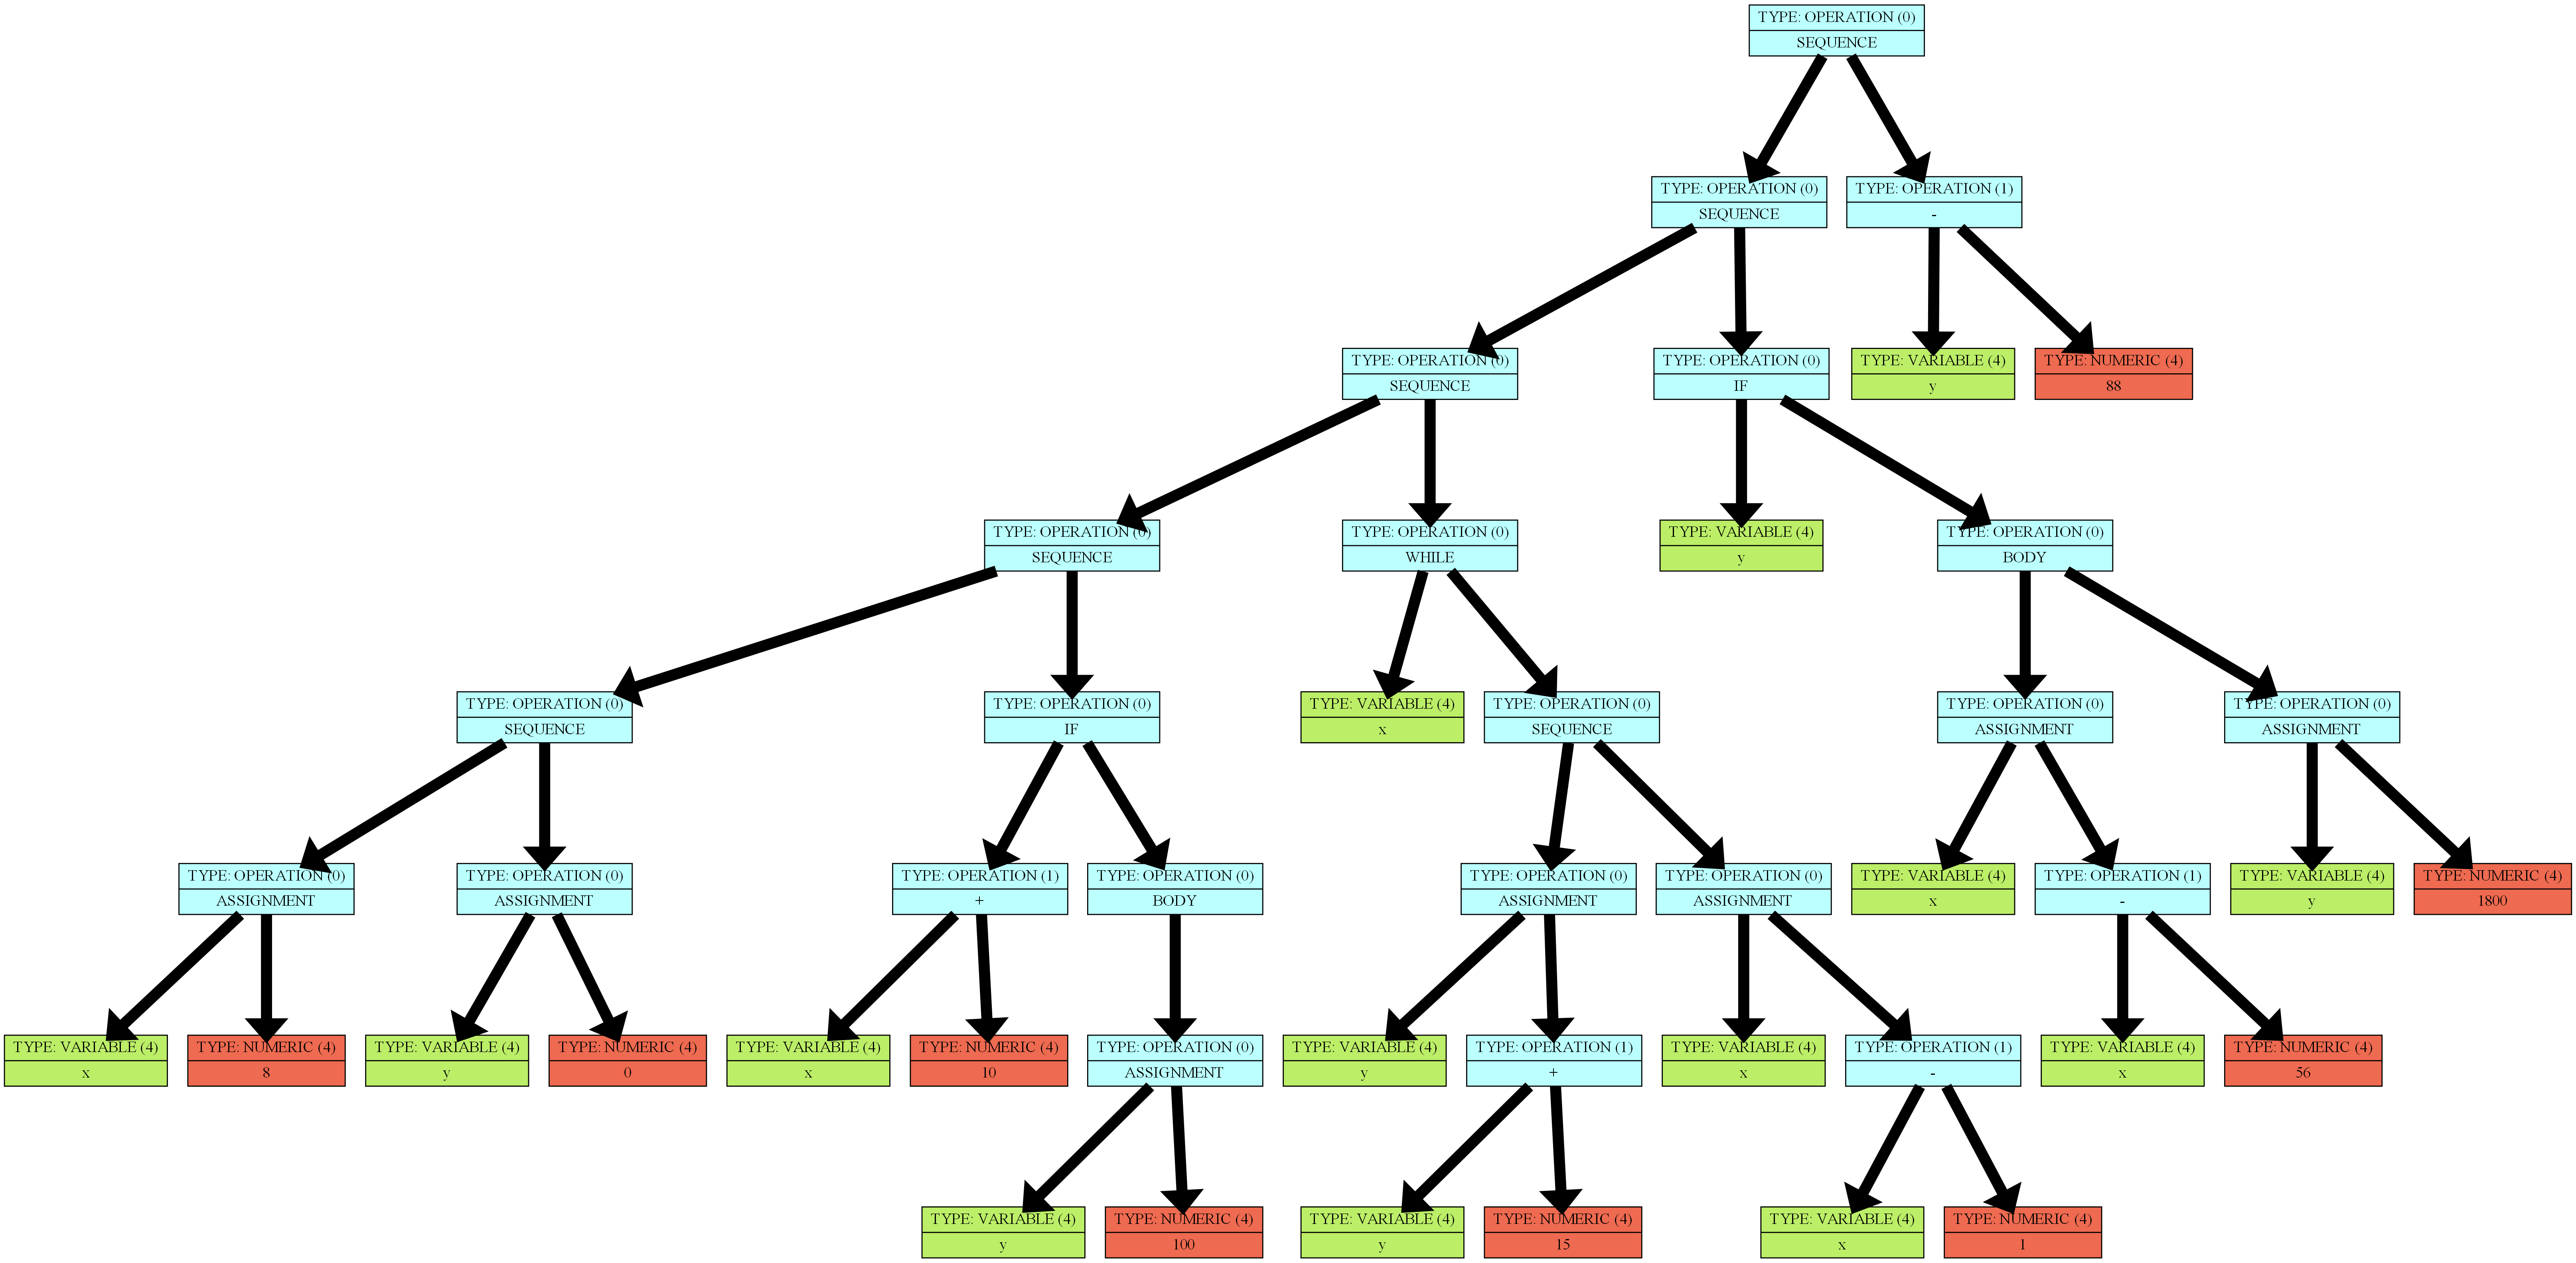 TYPE: OPERATION (0)
SEQUENCE
TYPE: OPERATION (0)
SEQUENCE
TYPE: OPERATION (1)
-
TYPE: OPERATION (0)
SEQUENCE
TYPE: OPERATION (0)
IF
TYPE: VARIABLE (4)
y
TYPE: NUMERIC (4)
88
TYPE: OPERATION (0)
SEQUENCE
TYPE: OPERATION (0)
WHILE
TYPE: VARIABLE (4)
y
TYPE: OPERATION (0)
BODY
TYPE: OPERATION (0)
SEQUENCE
TYPE: OPERATION (0)
IF
TYPE: VARIABLE (4)
x
TYPE: OPERATION (0)
SEQUENCE
TYPE: OPERATION (0)
ASSIGNMENT
TYPE: OPERATION (0)
ASSIGNMENT
TYPE: OPERATION (0)
ASSIGNMENT
TYPE: OPERATION (0)
ASSIGNMENT
TYPE: OPERATION (1)
+
TYPE: OPERATION (0)
BODY
TYPE: OPERATION (0)
ASSIGNMENT
TYPE: OPERATION (0)
ASSIGNMENT
TYPE: VARIABLE (4)
x
TYPE: OPERATION (1)
-
TYPE: VARIABLE (4)
y
TYPE: NUMERIC (4)
1800
TYPE: VARIABLE (4)
x
TYPE: NUMERIC (4)
8
TYPE: VARIABLE (4)
y
TYPE: NUMERIC (4)
0
TYPE: VARIABLE (4)
x
TYPE: NUMERIC (4)
10
TYPE: OPERATION (0)
ASSIGNMENT
TYPE: VARIABLE (4)
y
TYPE: OPERATION (1)
+
TYPE: VARIABLE (4)
x
TYPE: OPERATION (1)
-
TYPE: VARIABLE (4)
x
TYPE: NUMERIC (4)
56
TYPE: VARIABLE (4)
y
TYPE: NUMERIC (4)
100
TYPE: VARIABLE (4)
y
TYPE: NUMERIC (4)
15
TYPE: VARIABLE (4)
x
TYPE: NUMERIC (4)
1